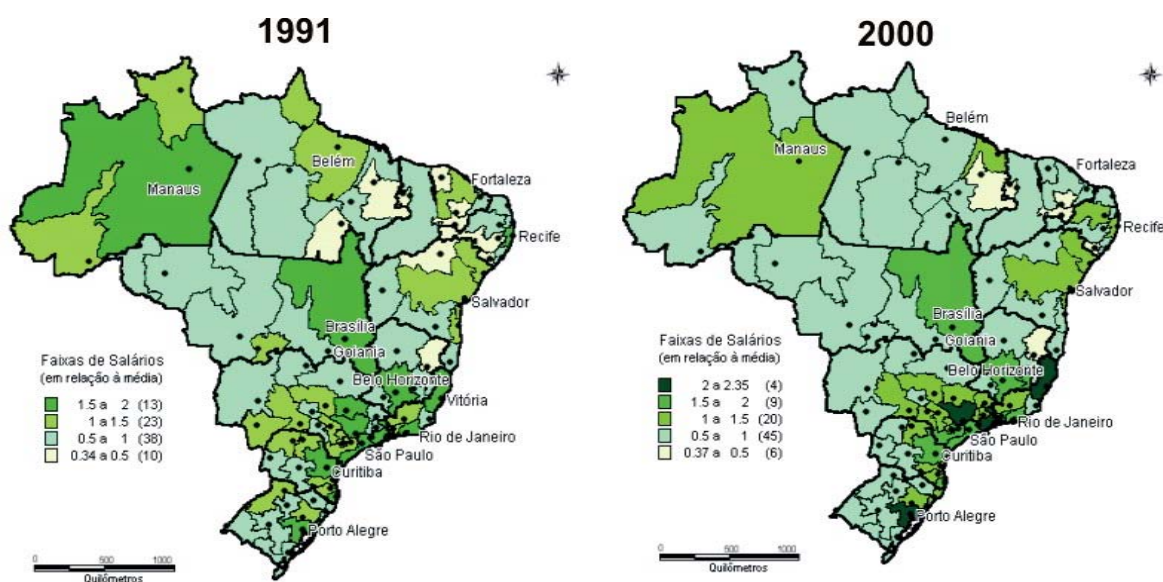 1991
Belém
Manaus
Fortaleza
Recife
Salvador
Brasília
Goiania
Belo Horizonte
Vitória
Rio de Janeiro
São Paulo
Curitiba
Porto Alegre
Faixas de Salários
(em relação à média)
1.5 a 2 (13)
1 a 1.5 (23)
0.5 a 1 (38)
0.34 a 0.5 (10)
0 500 1000
Quilômetros
2000
Belém
Manaus
Fortaleza
Recife
Salvador
Brasília
Goiania
Belo Horizonte
Rio de Janeiro
São Paulo
Curitiba
Porto Alegre
Faixas de Salários
(em relação à média)
2 a 2.35 (4)
1.5 a 2 (9)
1 a 1.5 (20)
0.5 a 1 (45)
0.37 a 0.5 (6)
0 500 1000
Quilômetros